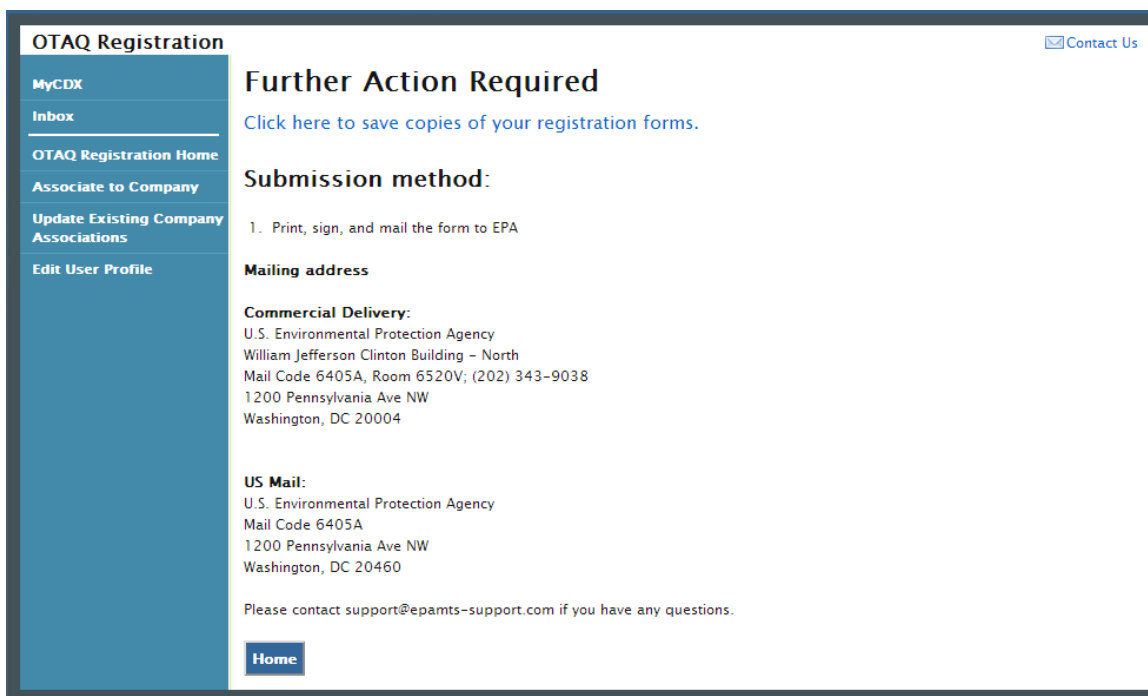 OTAQ Registration
Contact Us
MyCDX
Inbox
OTAQ Registration Home
Associate to Company
Update Existing Company
Associations
Edit User Profile
Further Action Required
Click here to save copies of your registration forms.
Submission method:
1. Print, sign, and mail the form to EPA
Mailing address
Commercial Delivery:
U.S. Environmental Protection Agency
William Jefferson Clinton Building – North
Mail Code 6405A, Room 6520V; (202) 343-9038
1200 Pennsylvania Ave NW
Washington, DC 20004
US Mail:
U.S. Environmental Protection Agency
Mail Code 6405A
1200 Pennsylvania Ave NW
Washington, DC 20460
Please contact support@epamts-support.com if you have any questions.
Home